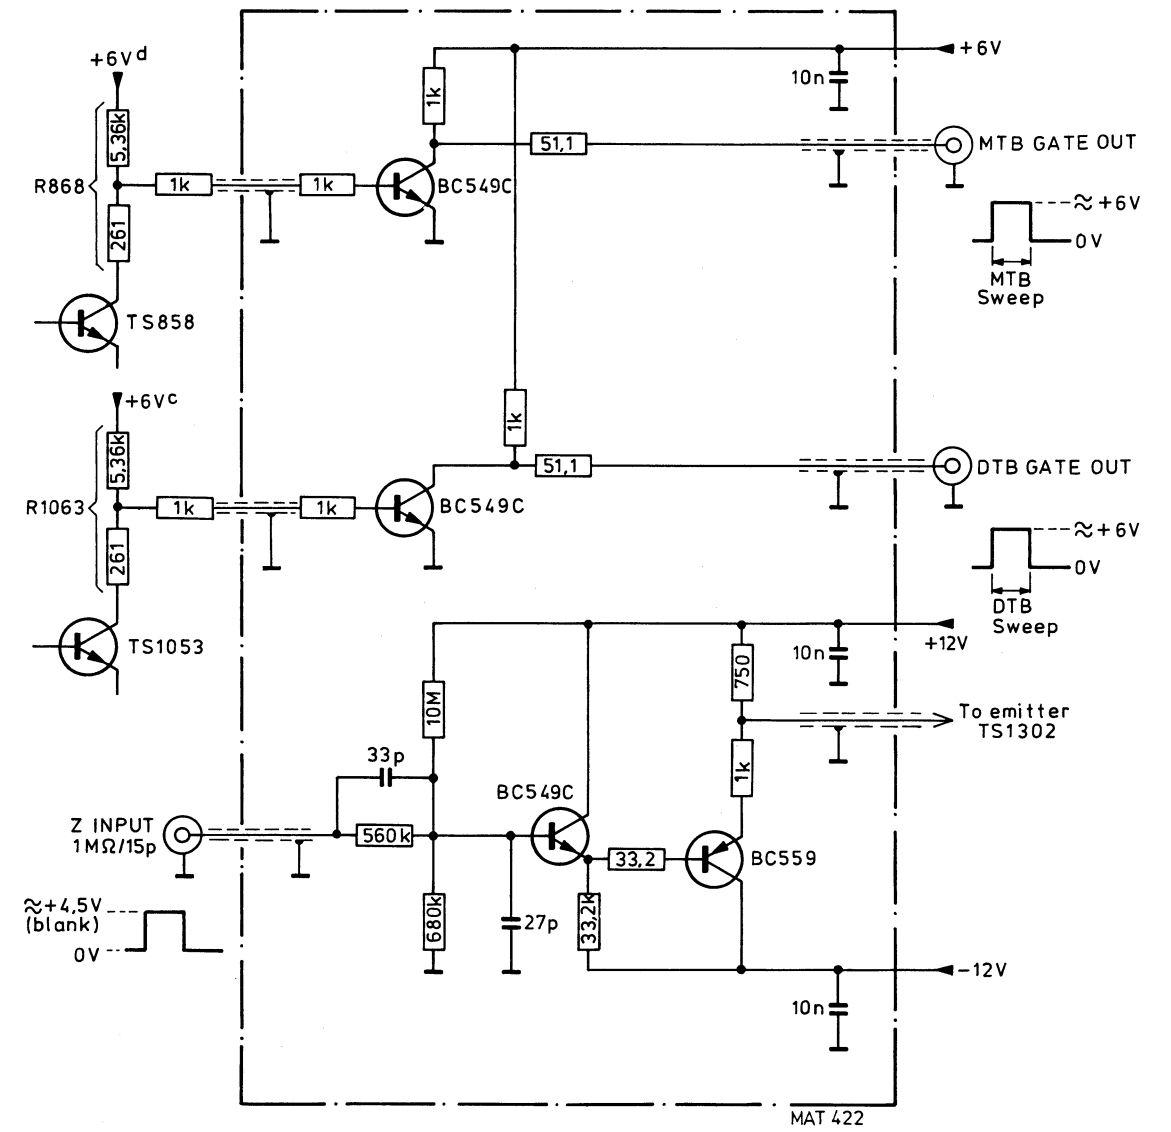 +6Vd
5,36k
R868
261
1k
1k
TS858
1k
BC549C
51,1
10n
+6V
MTB GATE OUT
≈+6V
0V
MTB
Sweep
+6Vc
5,36k
R1063
261
1k
1k
TS1053
1k
BC549C
51,1
DTB GATE OUT
≈+6V
0V
DTB
Sweep
+12V
10n
750
10M
To emitter
TS1302
1k
33p
BC549C
Z INPUT
1MΩ/15p
560k
33,2
BC559
≈+4,5V
(blank)
0V
680k
27p
33,2k
-12V
10n
MAT 422